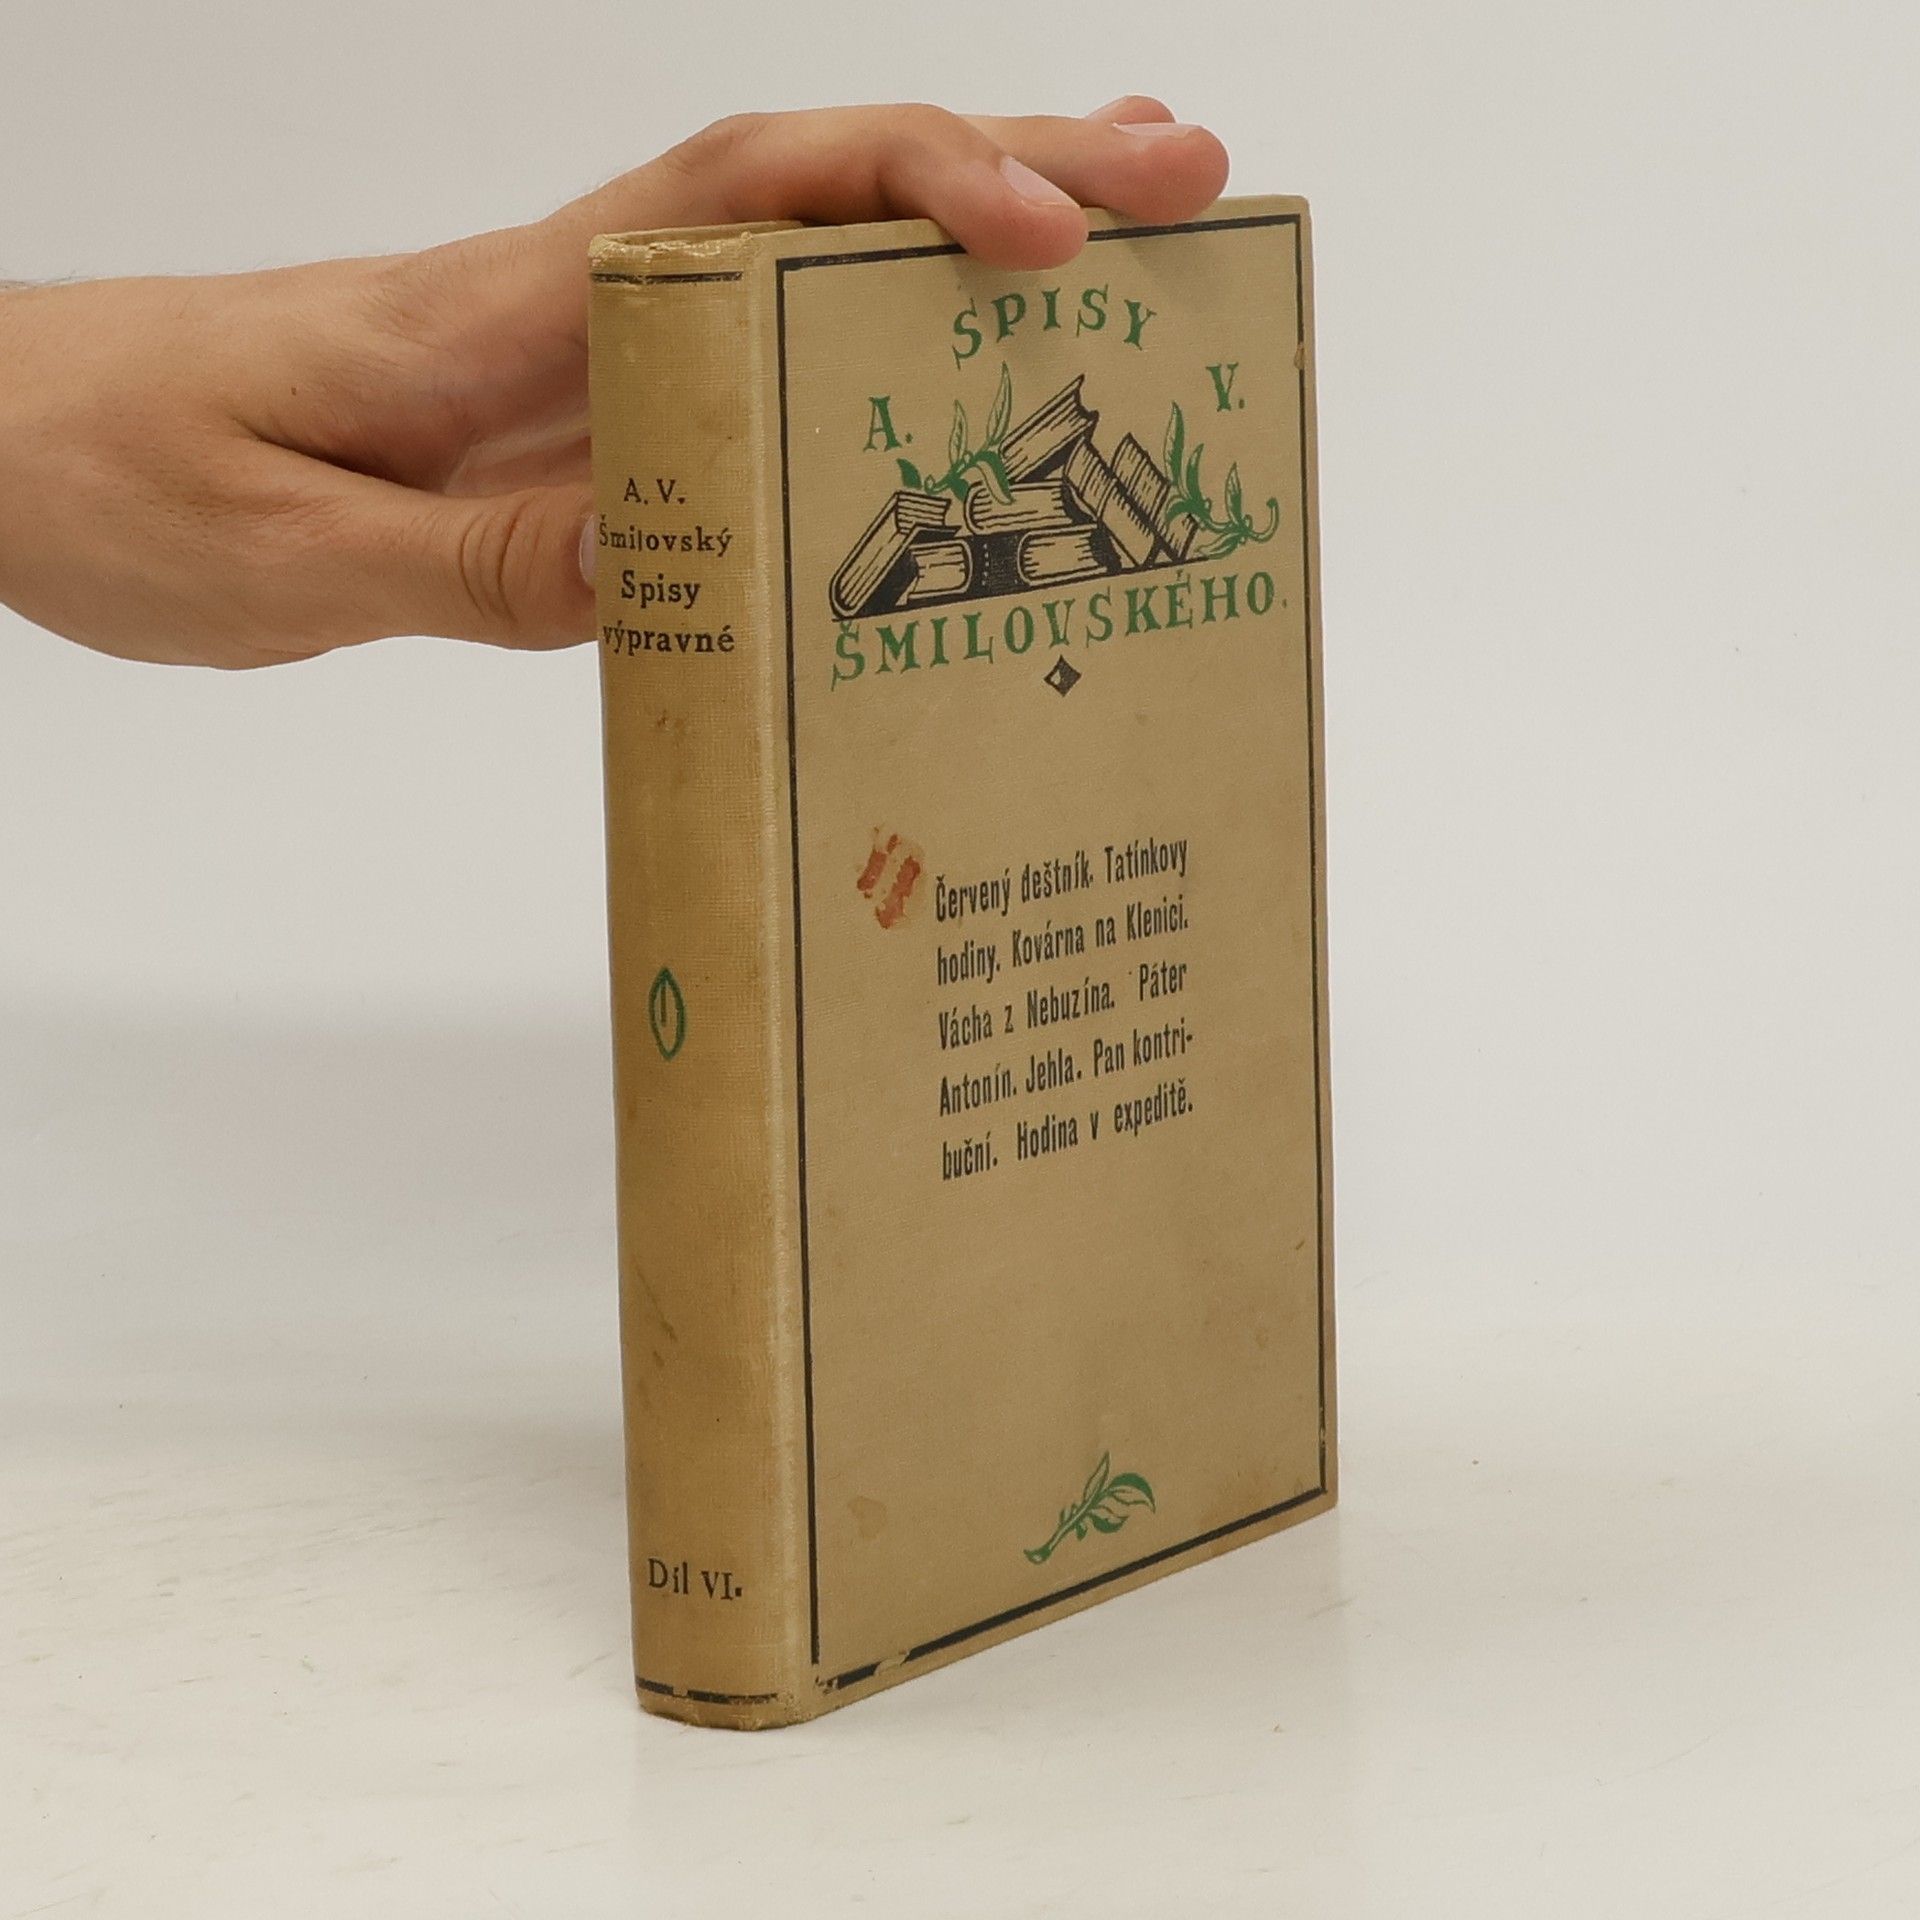 A. V.
Šmilovský
Spisy
výpravné
Díl VI.
SPISY
A. V.
ŠMILOVSKÉHO.
Červený deštník. Tatínkovy
hodiny. Kovárna na Klenici.
Vácha z Nebuzína. Páter
Antonín. Jehla. Pan kontri-
buční. Hodina v expeditě.